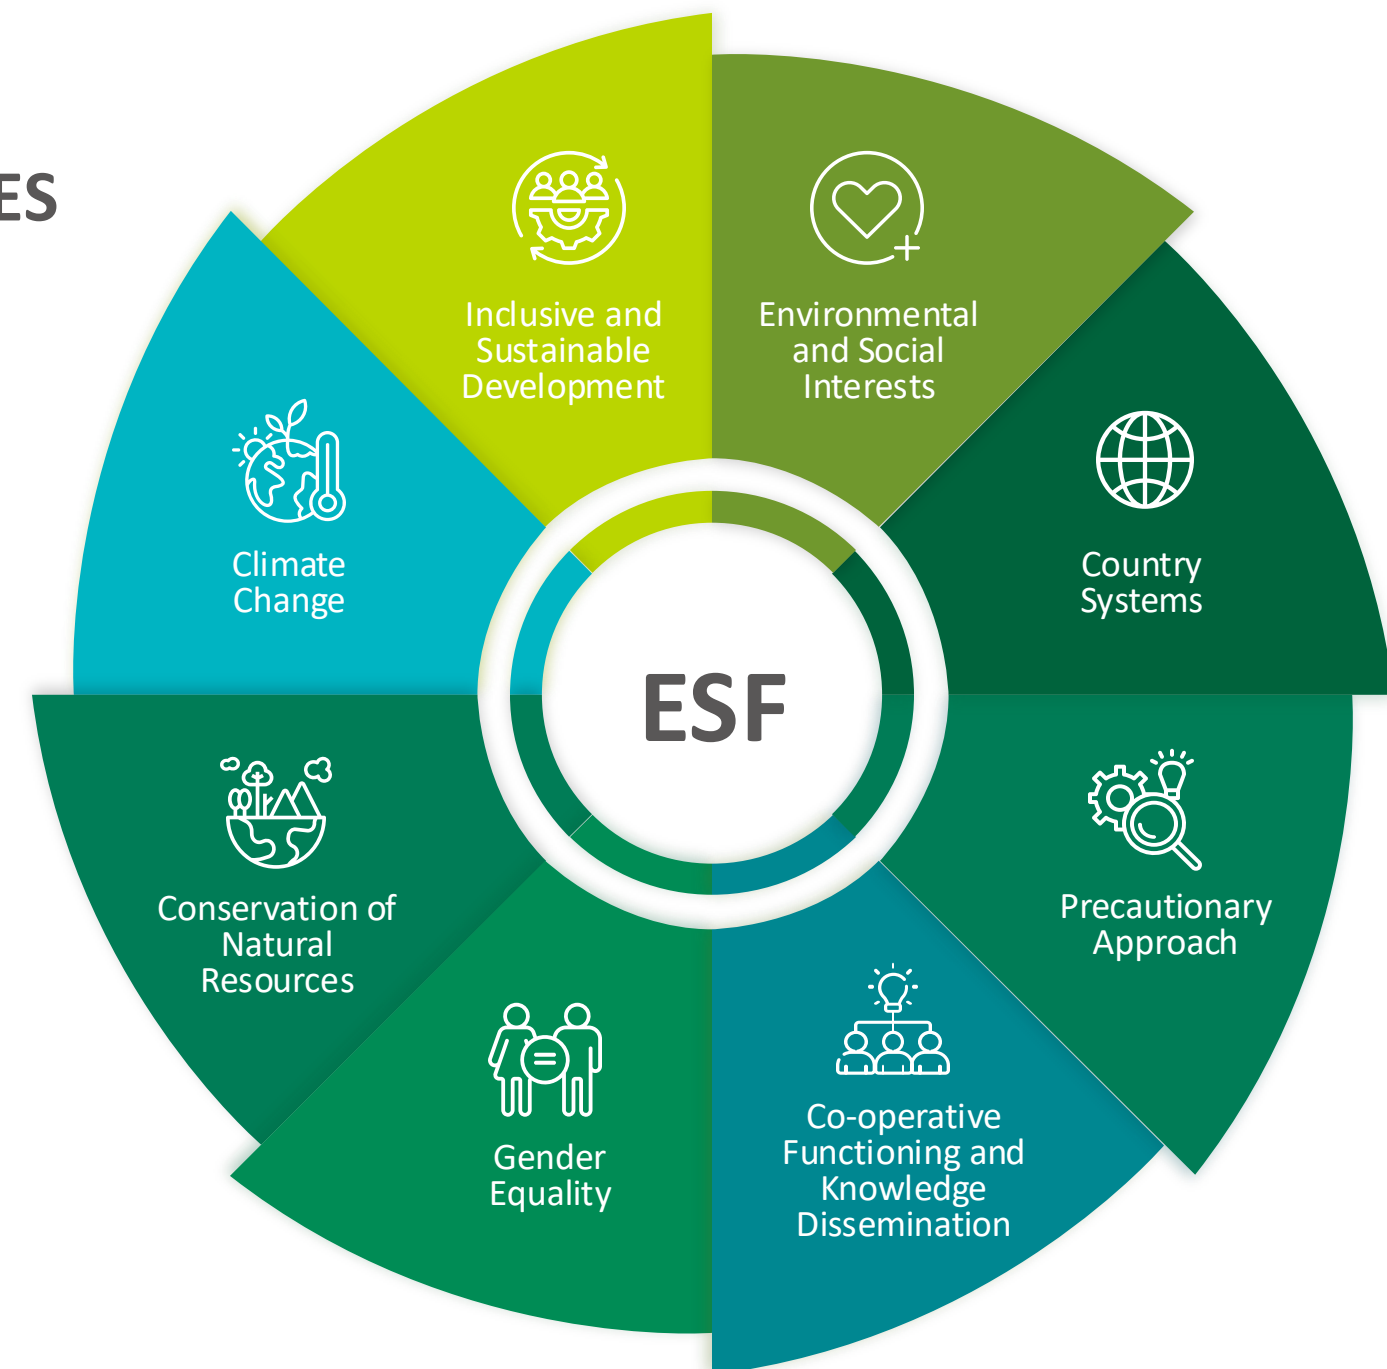 ES
Inclusive and
Sustainable
Development
Environmental
and Social
Interests
Country
Systems
Precautionary
Approach
Co-operative
Functioning and
Knowledge
Dissemination
Gender
Equality
Conservation of
Natural
Resources
Climate
Change
ESF